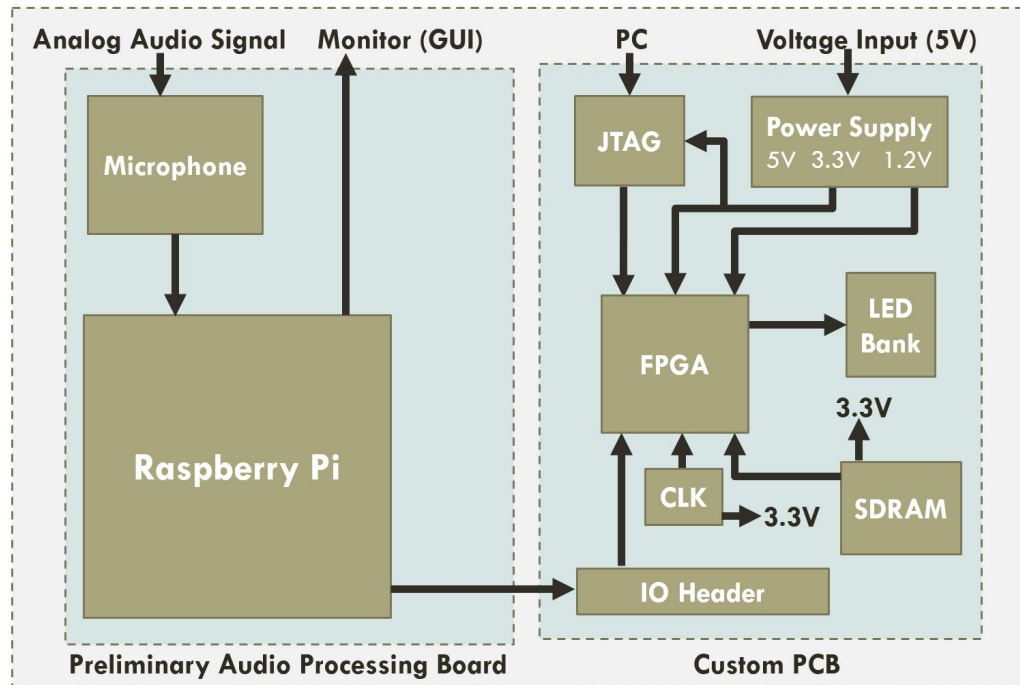 Analog Audio Signal
Monitor (GUI)
PC
Voltage Input (5V)
Microphone
JTAG
Power Supply
5V 3.3V 1.2V
LED
Bank
FPGA
3.3V
Raspberry Pi
CLK
3.3V
SDRAM
IO Header
Preliminary Audio Processing Board
Custom PCB